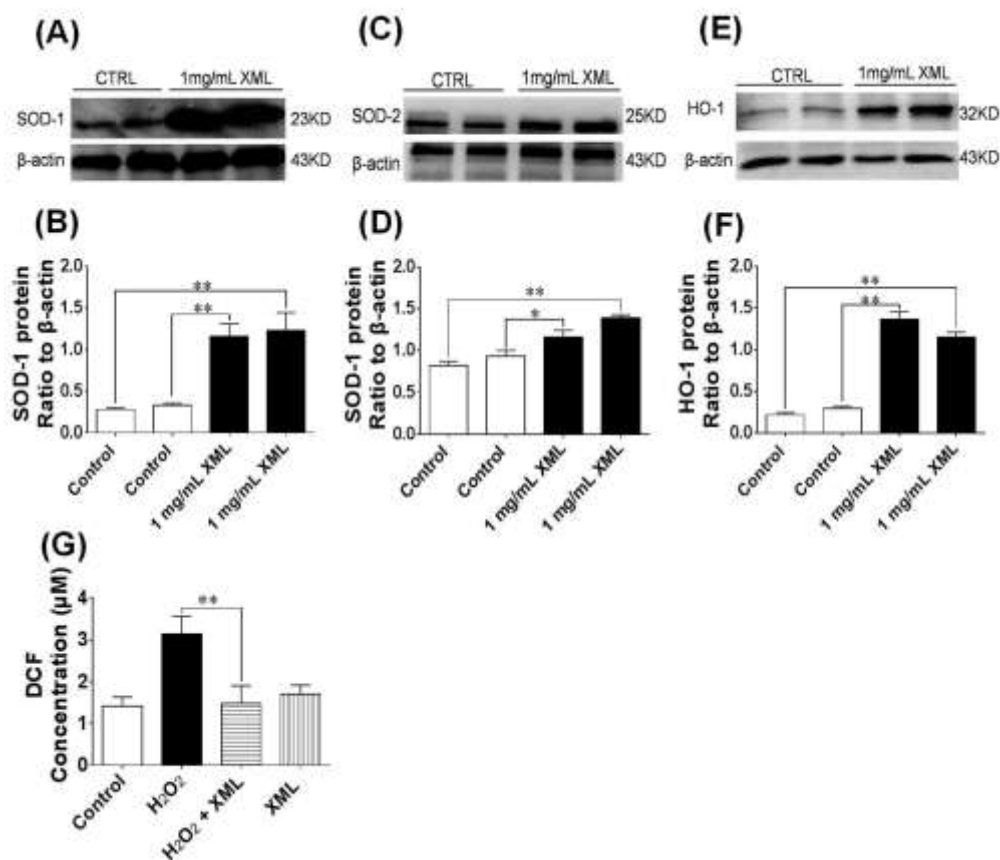 (A)
CTRL 1mg/mL XML
SOD-1 23KD
β-actin 43KD
(C)
CTRL 1mg/mL XML
SOD-2 25KD
β-actin 43KD
(E)
CTRL 1mg/mL XML
HO-1 32KD
β-actin 43KD
(B)
SOD-1 protein
Ratio to β-actin
2.0
1.5
1.0
0.5
0.0
**
**
Control
Control
1 mg/mL XML
1 mg/mL XML
(D)
SOD-1 protein
Ratio to β-actin
2.0
1.5
1.0
0.5
0.0
**
*
Control
Control
1 mg/mL XML
1 mg/mL XML
(F)
HO-1 protein
Ratio to β-actin
2.0
1.5
1.0
0.5
0.0
**
**
Control
Control
1 mg/mL XML
1 mg/mL XML
(G)
DCF
Concentration (μM)
4
3
2
1
0
**
Control
H₂O₂
H₂O₂ + XML
XML